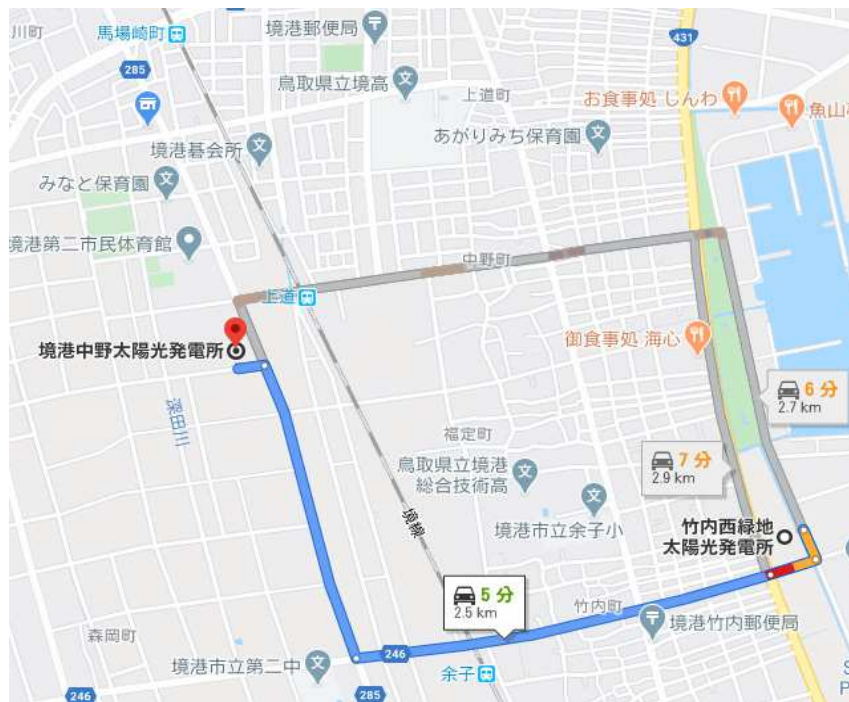 川町
馬場崎町
境港郵便局
431
285
鳥取県立境高
上道町
お食事処 しんわ
魚山
境港碁会所
あがりみち保育園
みなと保育園
境港第二市民体育館
中野町
上道
境港中野太陽光発電所
御食事処 海心
6 分
2.7 km
深田川
福定町
7 分
2.9 km
鳥取県立境港
総合技術高
境線
境港市立余子小
竹内西緑地
太陽光発電所
5 分
2.5 km
竹内町
境港竹内郵便局
森岡町
境港市立第二中
246
余子
246
285
S
P